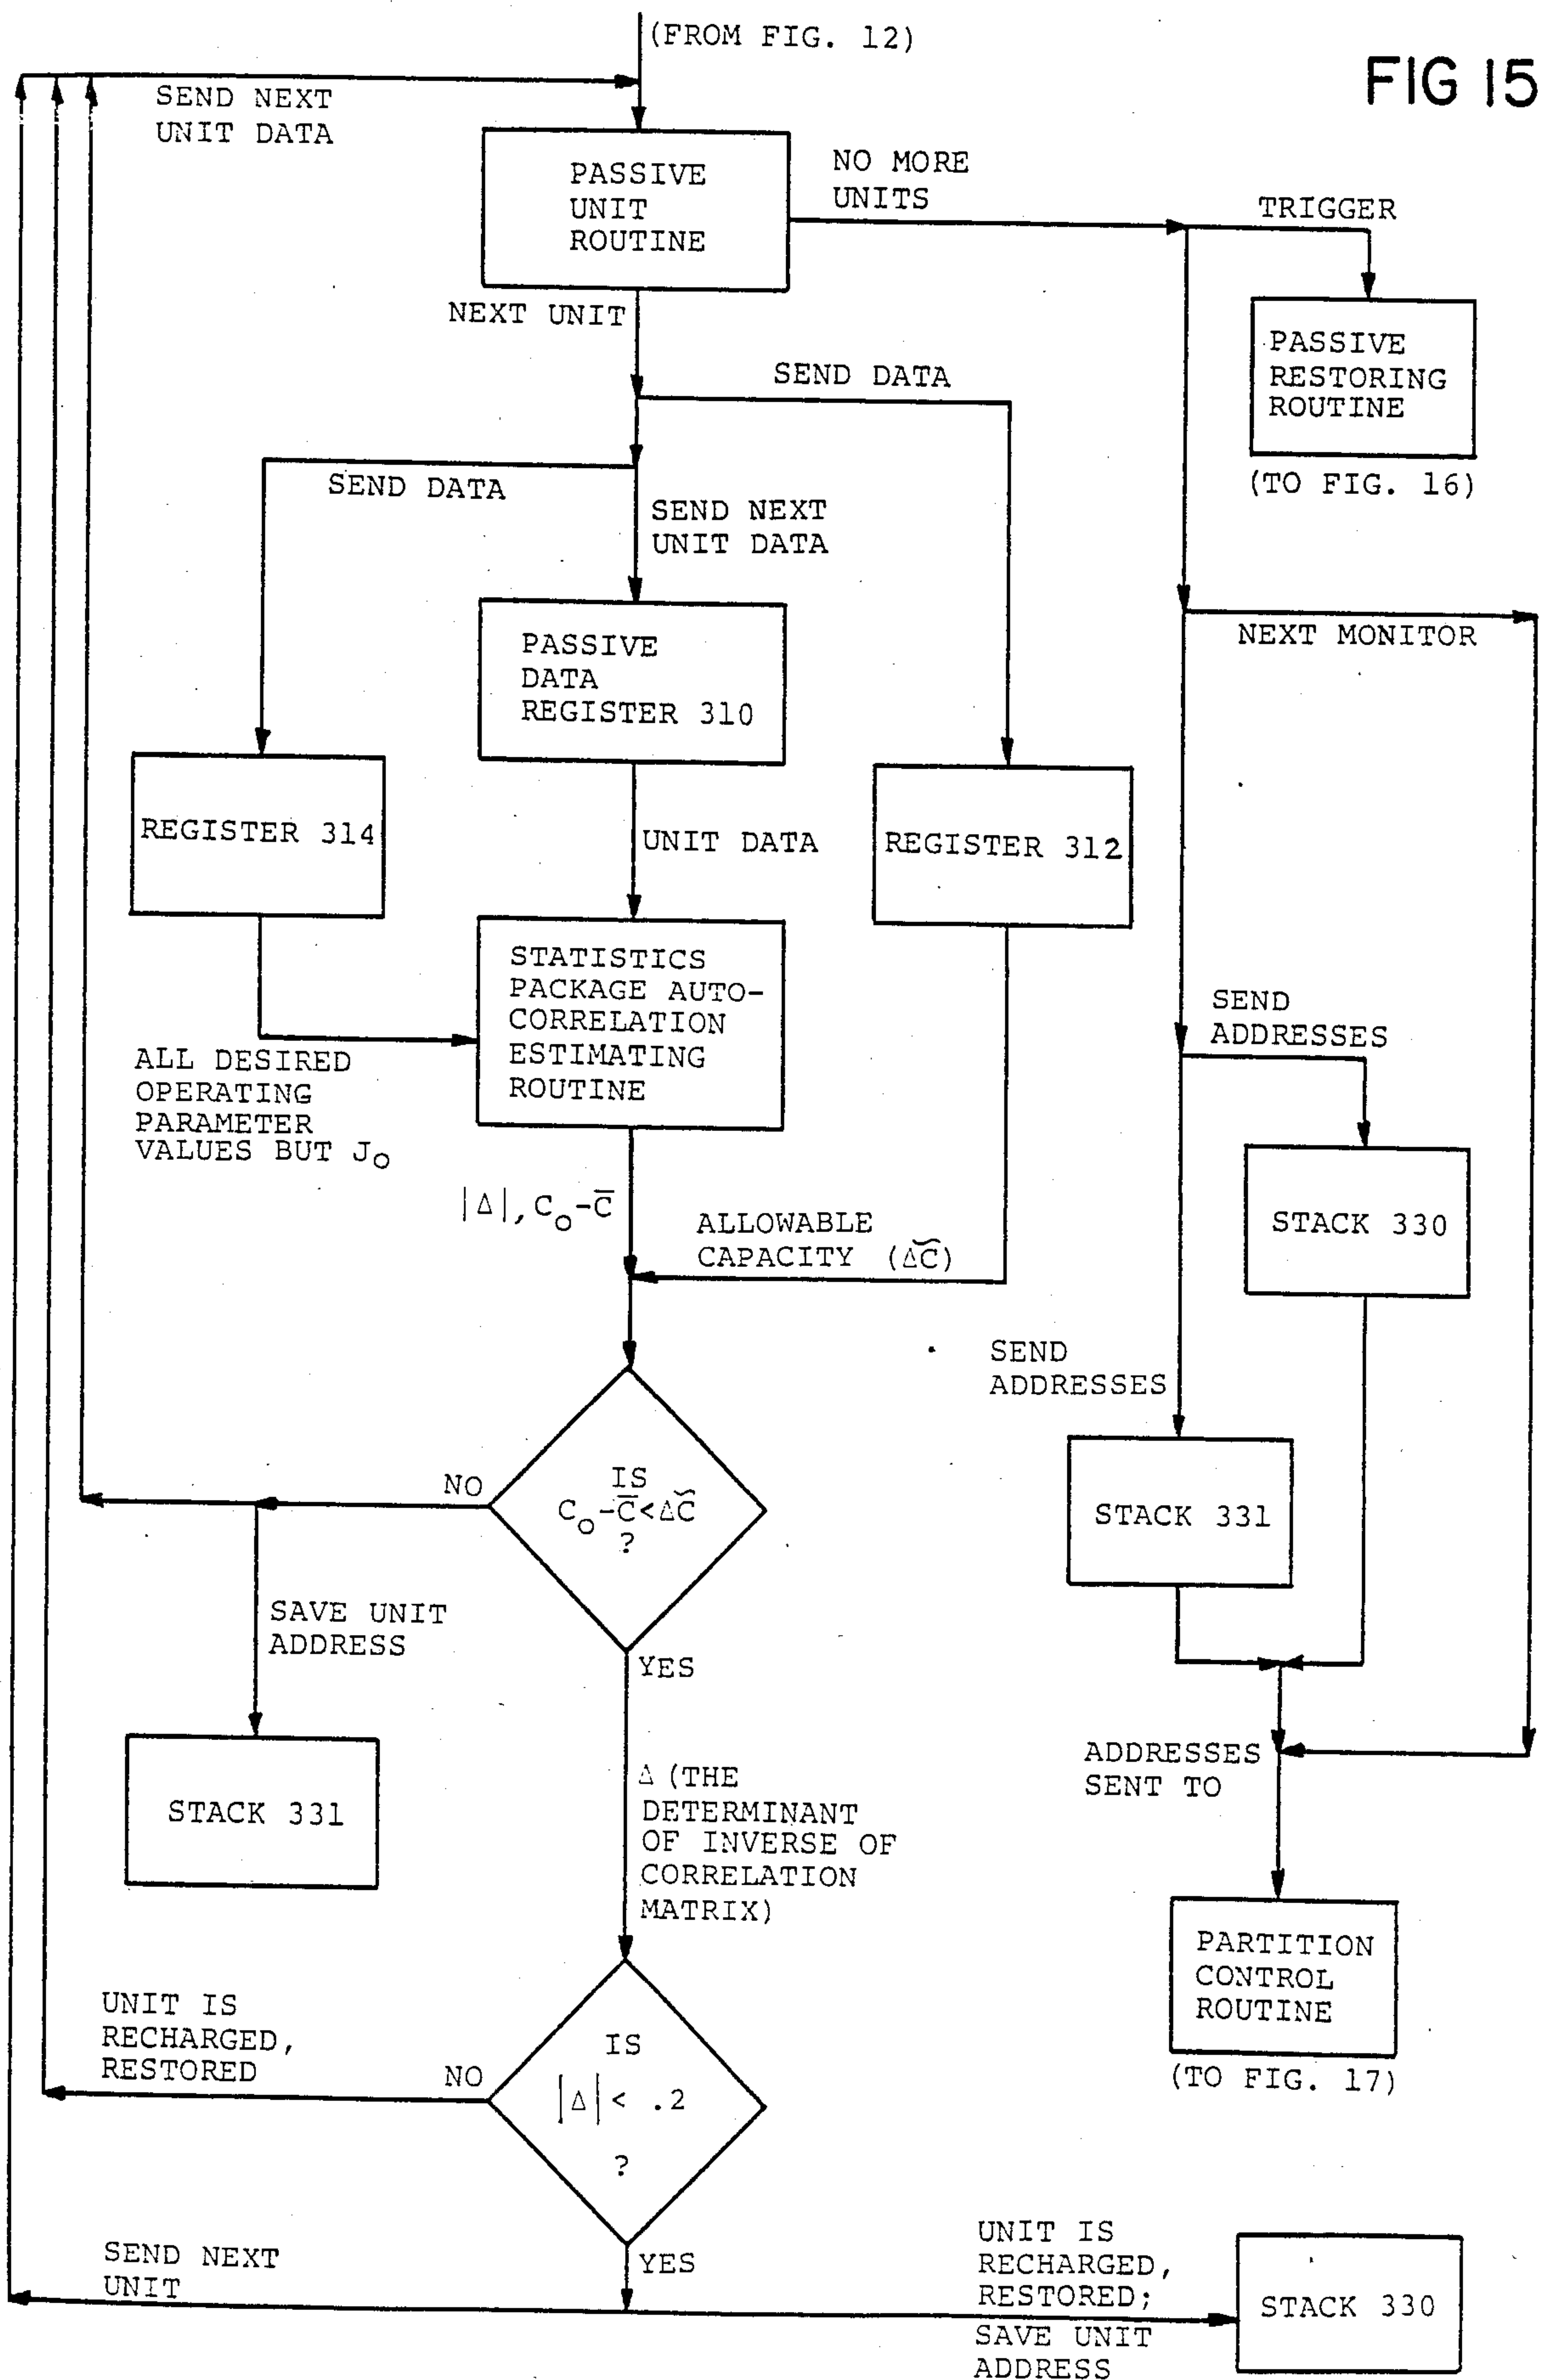 (FROM FIG. 12)
FIG 15
SEND NEXT
UNIT DATA
PASSIVE
UNIT
ROUTINE
NO MORE
UNITS
TRIGGER
NEXT UNIT
PASSIVE
RESTORING
ROUTINE
(TO FIG. 16)
SEND DATA
SEND DATA
SEND NEXT
UNIT DATA
NEXT MONITOR
PASSIVE
DATA
REGISTER 310
REGISTER 314
UNIT DATA
REGISTER 312
STATISTICS
PACKAGE AUTO-
CORRELATION
ESTIMATING
ROUTINE
SEND
ADDRESSES
ALL DESIRED
OPERATING
PARAMETER
VALUES BUT Jo
|Δ|, Co-C̅
ALLOWABLE
CAPACITY (ΔC̃)
STACK 330
SEND
ADDRESSES
NO
IS
Co-C̅<ΔC̃
?
STACK 331
SAVE UNIT
ADDRESS
YES
STACK 331
Δ (THE
DETERMINANT
OF INVERSE OF
CORRELATION
MATRIX)
ADDRESSES
SENT TO
PARTITION
CONTROL
ROUTINE
(TO FIG. 17)
UNIT IS
RECHARGED,
RESTORED
NO
IS
|Δ|< .2
?
YES
SEND NEXT
UNIT
UNIT IS
RECHARGED,
RESTORED;
SAVE UNIT
ADDRESS
STACK 330